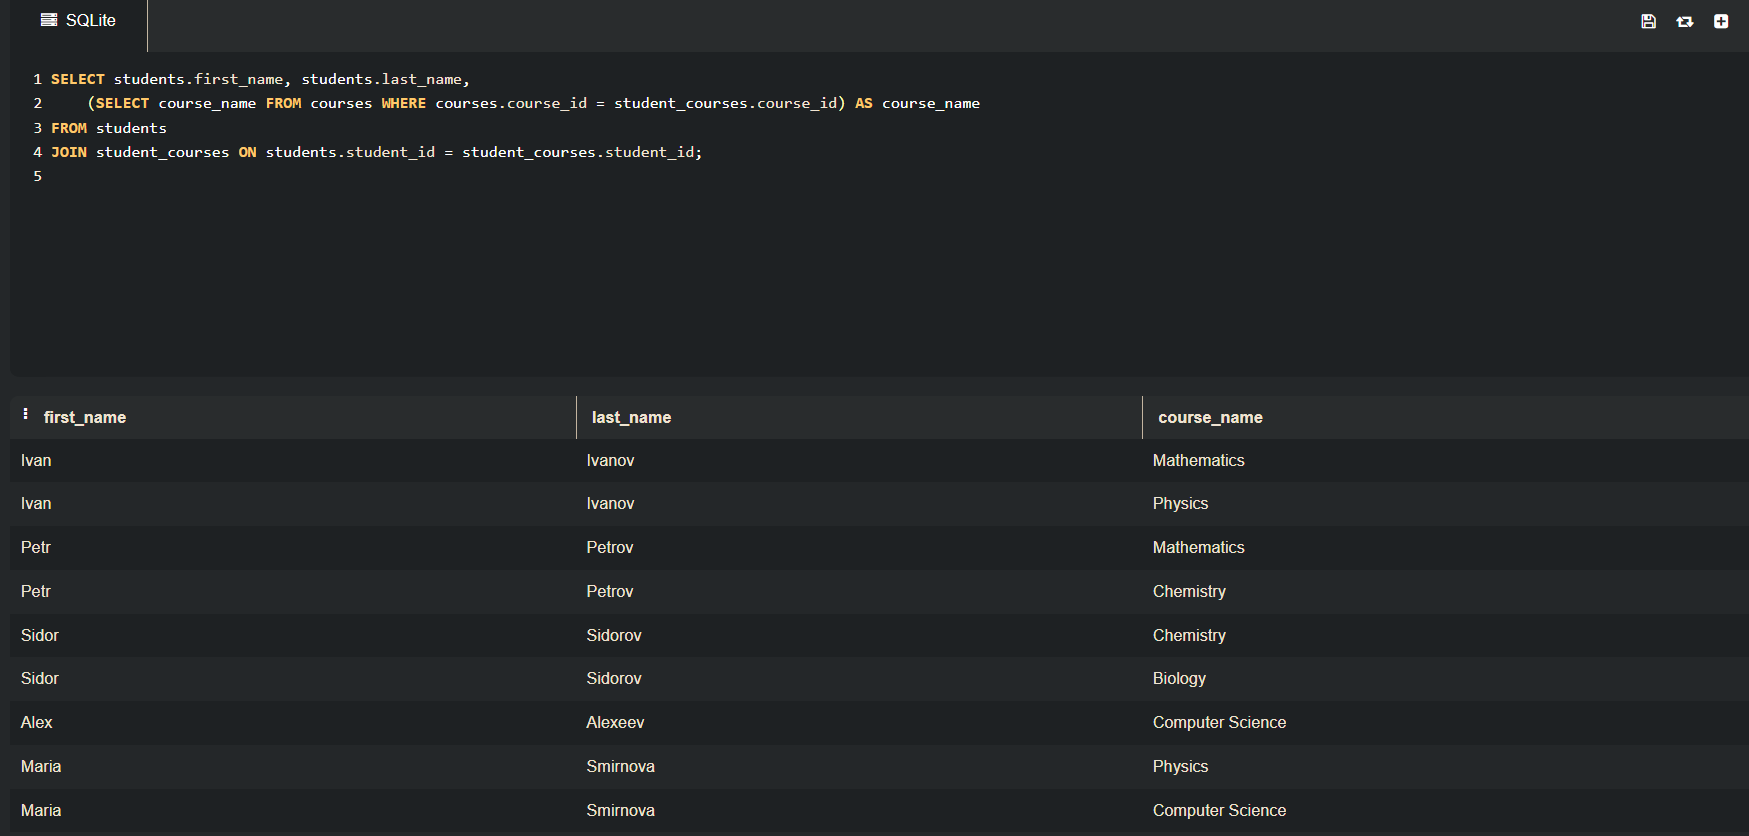 SQLite
1 SELECT students.first_name, students.last_name,
2     (SELECT course_name FROM courses WHERE courses.course_id = student_courses.course_id) AS course_name
3 FROM students
4 JOIN student_courses ON students.student_id = student_courses.student_id;
5
first_name last_name course_name
Ivan Ivanov Mathematics
Ivan Ivanov Physics
Petr Petrov Mathematics
Petr Petrov Chemistry
Sidor Sidorov Chemistry
Sidor Sidorov Biology
Alex Alexeev Computer Science
Maria Smirnova Physics
Maria Smirnova Computer Science